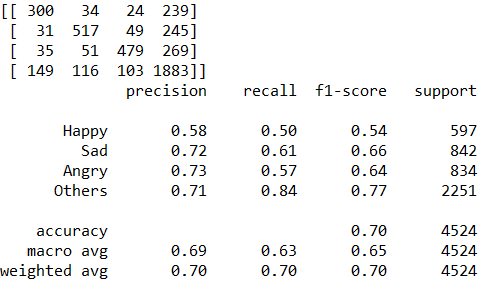 [[ 300 34 24 239]
[ 31 517 49 245]
[ 35 51 479 269]
[ 149 116 103 1883]]
precision recall f1-score support
Happy 0.58 0.50 0.54 597
Sad 0.72 0.61 0.66 842
Angry 0.73 0.57 0.64 834
Others 0.71 0.84 0.77 2251
accuracy 0.70 4524
macro avg 0.69 0.63 0.65 4524
weighted avg 0.70 0.70 0.70 4524